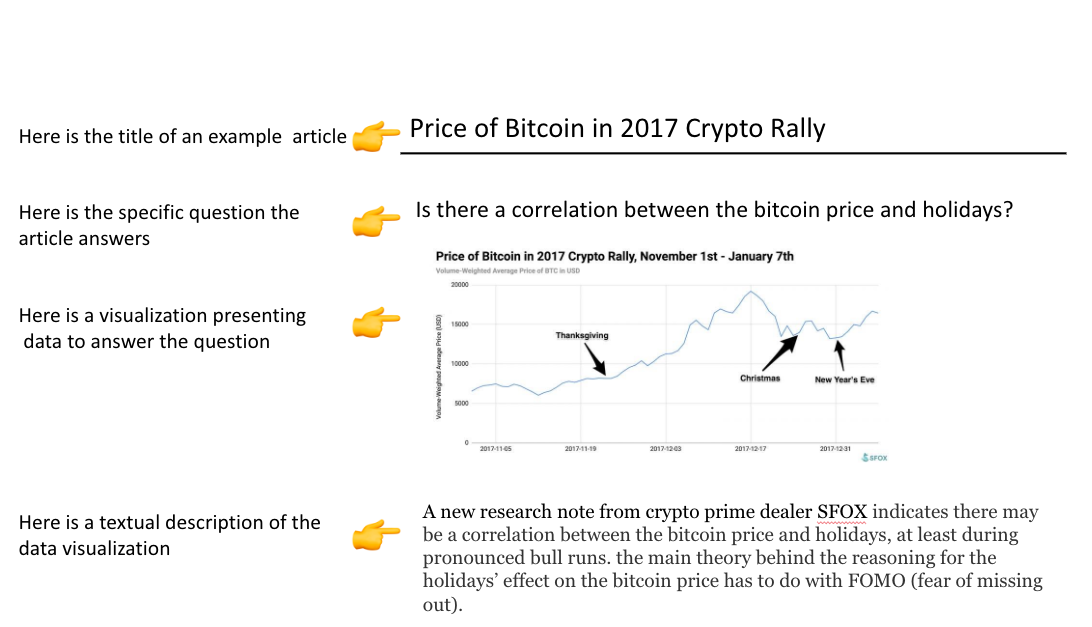 Here is the title of an example  article
Price of Bitcoin in 2017 Crypto Rally
Here is the specific question the
article answers
Is there a correlation between the bitcoin price and holidays?
Price of Bitcoin in 2017 Crypto Rally, November 1st - January 7th
Volume-Weighted Average Price of BTC in USD
Here is a visualization presenting
data to answer the question
Volume-Weighted Average Price (USD)
20000
15000
10000
5000
0
Thanksgiving
Christmas
New Year's Eve
2017-11-05
2017-11-19
2017-12-03
2017-12-17
2017-12-31
SFOX
Here is a textual description of the
data visualization
A new research note from crypto prime dealer SFOX indicates there may
be a correlation between the bitcoin price and holidays, at least during
pronounced bull runs. the main theory behind the reasoning for the
holidays’ effect on the bitcoin price has to do with FOMO (fear of missing
out).